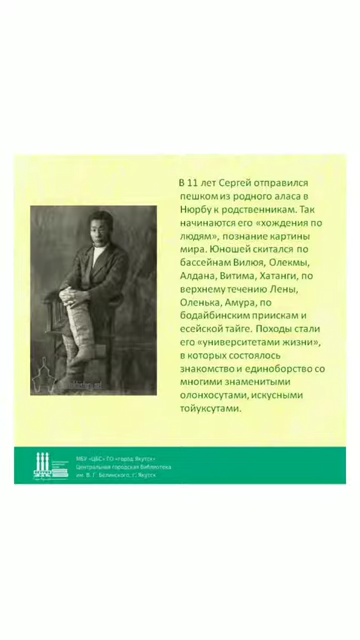 В 11 лет Сергей отправился
пешком из родного аласа в
Нюрбу к родственникам. Так
начинаются его «хождения по
людям», познание картины
мира. Юношей скитался по
бассейнам Вилюя, Олекмы,
Алдана, Витима, Хатанги, по
верхнему течению Лены,
Оленька, Амура, по
бодайбинским приискам и
есейской тайге. Походы стали
его «университетами жизни»,
в которых состоялось
знакомство и единоборство со
многими знаменитыми
олонхосутами, искусными
тойуксутами.
МБУ «ЦБС» ГО «город Якутск»
Центральная городская библиотека
им. В. Г. Белинского, г. Якутск